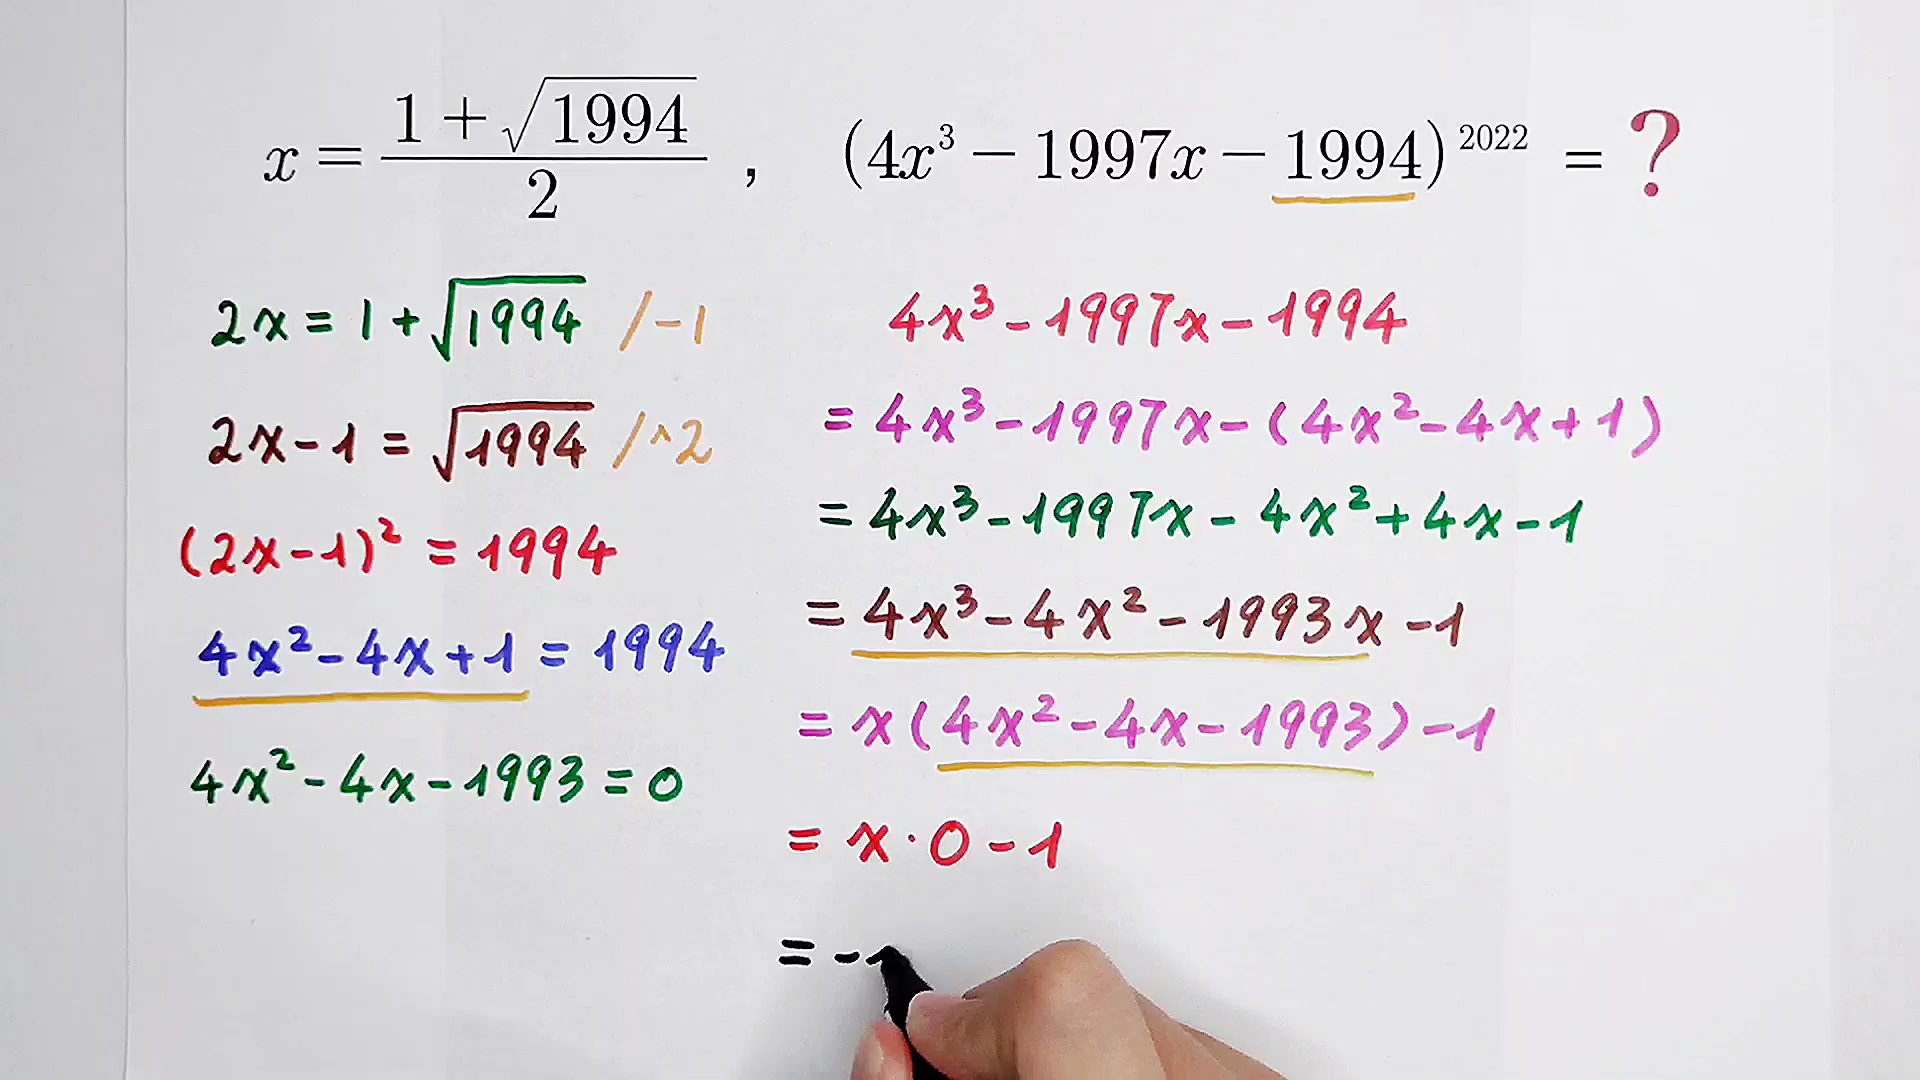 x = \frac{1+\sqrt{1994}}{2} , (4x³ − 1997x − 1994)²⁰²² = ?
2x = 1 + √1994 / -1
2x - 1 = √1994 / ^2
(2x - 1)² = 1994
4x² - 4x + 1 = 1994
4x² - 4x - 1993 = 0
4x³ - 1997x - 1994
= 4x³ - 1997x - (4x² - 4x + 1)
= 4x³ - 1997x - 4x² + 4x - 1
= 4x³ - 4x² - 1993x - 1
= x(4x² - 4x - 1993) - 1
= x · 0 - 1
= -